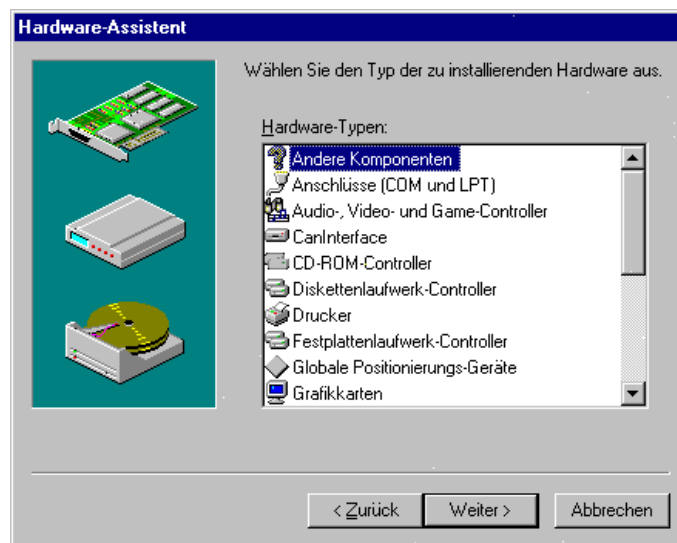 Hardware-Assistent
Wählen Sie den Typ der zu installierenden Hardware aus.
Hardware-Typen:
Andere Komponenten
Anschlüsse (COM und LPT)
Audio-, Video- und Game-Controller
CanInterface
CD-ROM-Controller
Diskettenlaufwerk-Controller
Drucker
Festplattenlaufwerk-Controller
Globale Positionierungs-Geräte
Grafikkarten
< Zurück
Weiter >
Abbrechen